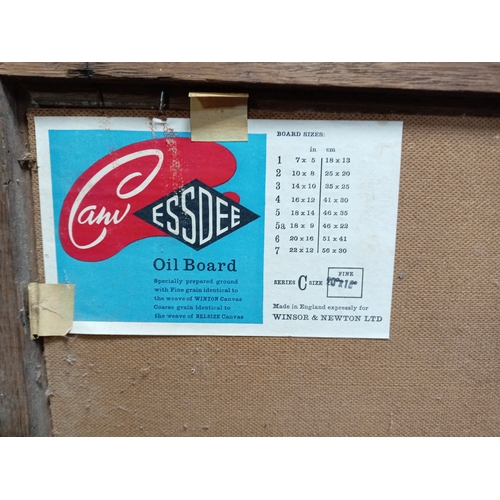 Canv
ESSDEE
Oil Board
Specially prepared ground
with Fine grain identical to
the weave of WINTON Canvas
Coarse grain identical to
the weave of BELSIZE Canvas
BOARD SIZES:
in cm
1 7 x 5 18 x 13
2 10 x 8 25 x 20
3 14 x 10 35 x 25
4 16 x 12 41 x 30
5 18 x 14 46 x 35
5a 18 x 9 46 x 22
6 20 x 16 51 x 41
7 22 x 12 56 x 30
SERIES C SIZE FINE
Made in England expressly for
WINSOR & NEWTON LTD